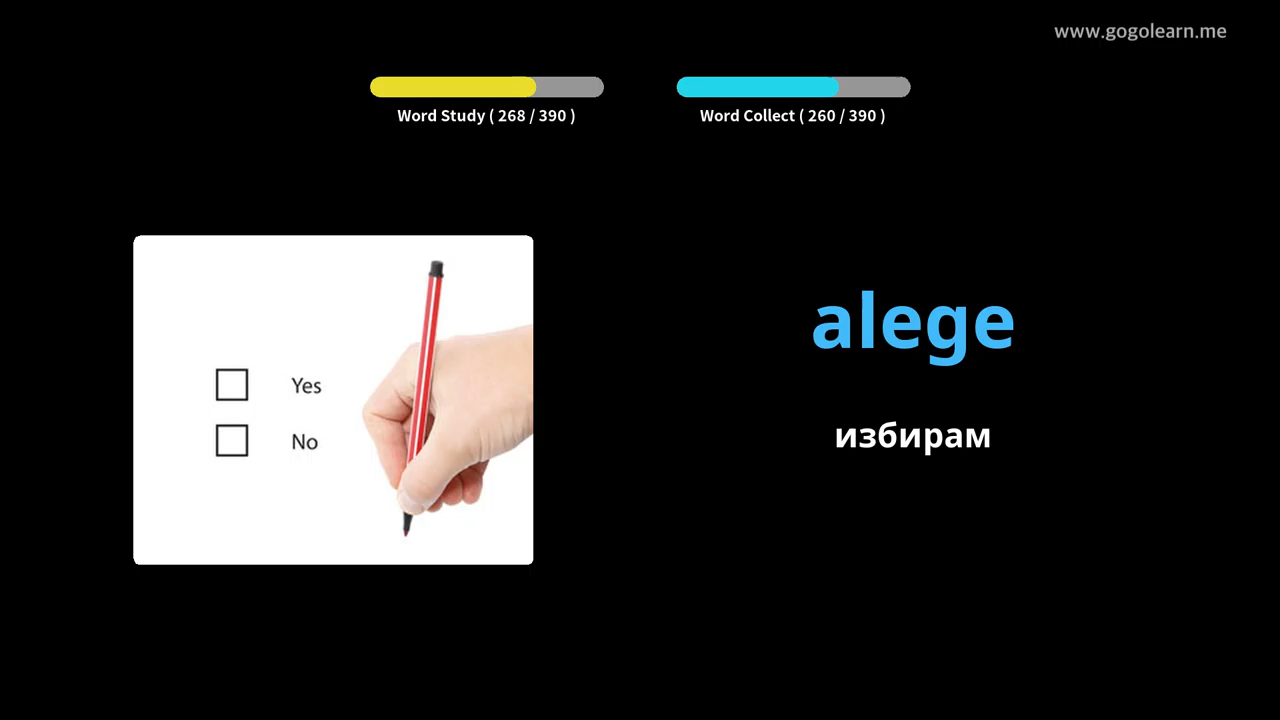 www.gogolearn.me
Word Study ( 268 / 390 )
Word Collect ( 260 / 390 )
Yes
No
alege
избирам